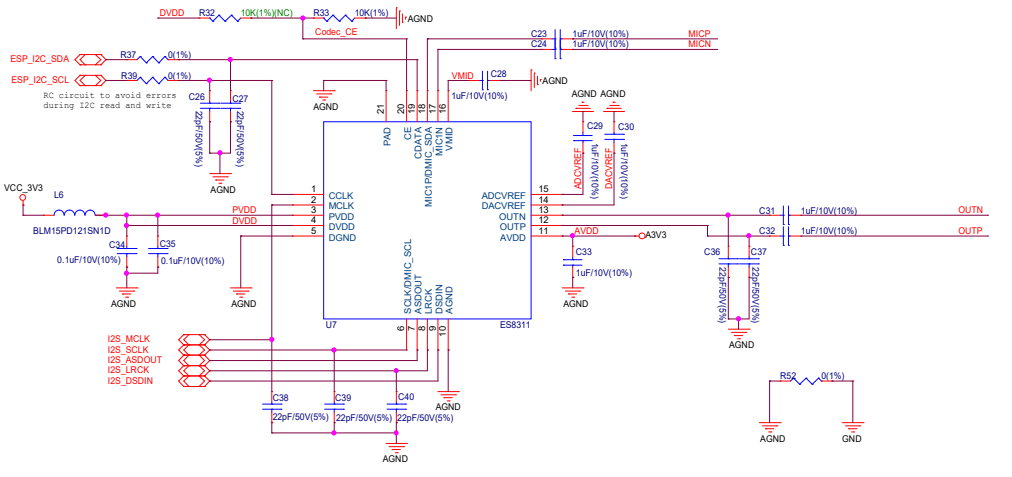 DVDD R32 10K(1%)(NC) R33 10K(1%)
AGND
Codec_CE
C23 1uF/10V(10%) MICP
C24 1uF/10V(10%) MICN
ESP_I2C_SDA R37 0(1%)
ESP_I2C_SCL R39 0(1%)
RC circuit to avoid errors
during I2C read and write
C26 C27
22pF/50V(5%) 22pF/50V(5%)
AGND
AGND
VMID C28 AGND
1uF/10V(10%)
21 20 19 18 17 16
PAD CE CDATA MIC1P/DMIC_SDA MIC1N VMID
AGND AGND
C29 C30
1uF/10V(10%) 1uF/10V(10%)
ADCVREF DACVREF
VCC_3V3 L6
BLM15PD121SN1D
PVDD
DVDD
1 CCLK
2 MCLK
3 PVDD
4 DVDD
5 DGND
ADCVREF 15
DACVREF 14
OUTN 13
OUTP 12
AVDD 11
AVDD A3V3
C34 C35
0.1uF/10V(10%) 0.1uF/10V(10%)
AGND AGND
C33
1uF/10V(10%)
AGND
C31 1uF/10V(10%) OUTN
C32 1uF/10V(10%) OUTP
C36 C37
22pF/50V(5%) 22pF/50V(5%)
AGND
SCLK/DMIC_SCL ASDOUT LRCK DSDIN AGND
6 7 8 9 10
U7 ES8311
I2S_MCLK
I2S_SCLK
I2S_ASDOUT
I2S_LRCK
I2S_DSDIN
AGND
C38 C39 C40
22pF/50V(5%) 22pF/50V(5%) 22pF/50V(5%)
AGND
R52 0(1%)
AGND GND